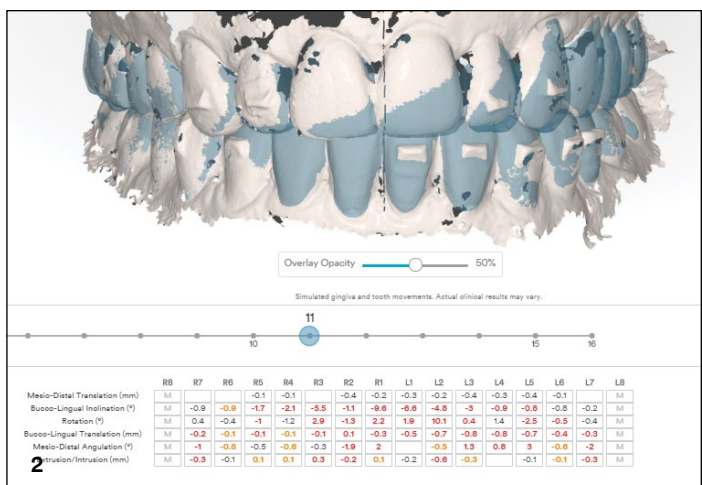 Overlay Opacity 50%
Simulated gingiva and tooth movements. Actual clinical results may vary.
11
10 15 16
R8 R7 R6 R5 R4 R3 R2 R1 L1 L2 L3 L4 L5 L6 L7 L8
Mesio-Distal Translation (mm) M -0.1 -0.1 -0.4 -0.2 -0.3 -0.2 -0.4 -0.3 -0.4 -0.1 M
Bucco-Lingual Inclination (°) M -0.9 -0.9 -1.7 -2.1 -5.5 -1.1 -9.6 -6.6 -4.8 -3 -0.9 -0.8 -0.8 -0.2 M
Rotation (°) M 0.4 -0.4 -1 -1.2 2.9 -1.3 2.2 1.9 10.1 0.4 1.4 -2.5 -0.5 -0.4 M
Bucco-Lingual Translation (mm) M -0.2 -0.1 -0.1 -0.1 -0.1 0.1 -0.3 -0.5 -0.7 -0.8 -0.8 -0.7 -0.4 -0.3 M
Mesio-Distal Angulation (°) M -1 -0.8 -0.5 -0.6 -0.3 -1.9 2 -0.5 1.3 0.8 3 -0.6 -2 M
2 xtrusion/Intrusion (mm) M -0.3 -0.1 0.1 0.1 0.3 -0.2 0.1 -0.2 -0.6 -0.3 -0.1 -0.1 -0.3 M